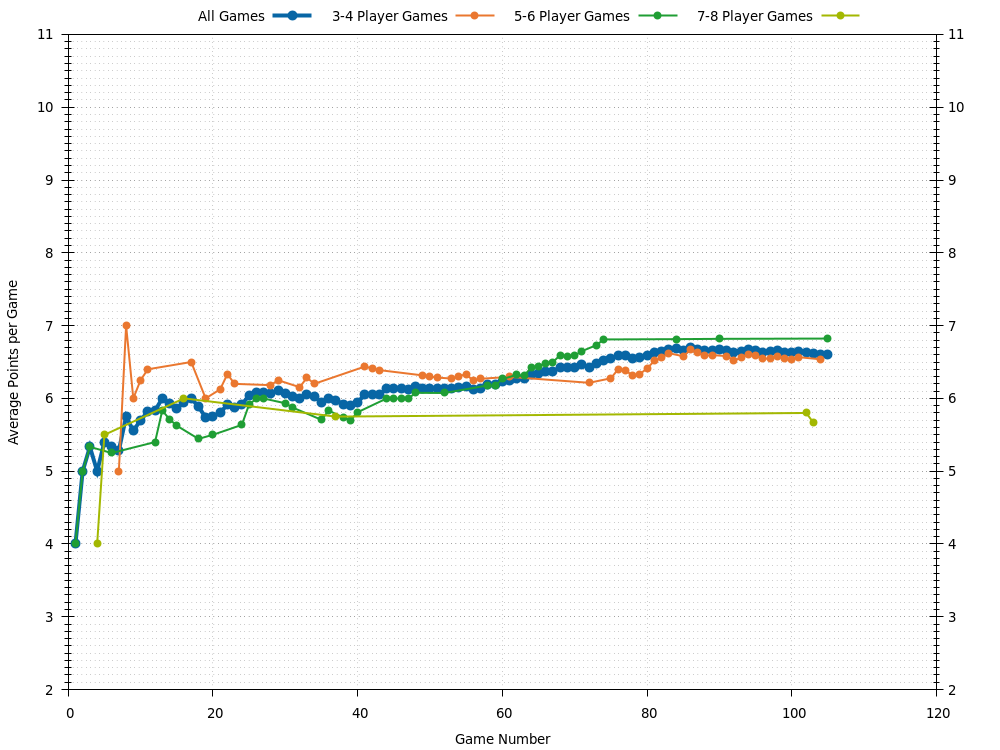 All Games 3-4 Player Games 5-6 Player Games 7-8 Player Games
11 11
10 10
9 9
8 8
7 7
6 6
5 5
4 4
3 3
2 2
Average Points per Game
0 20 40 60 80 100 120
Game Number